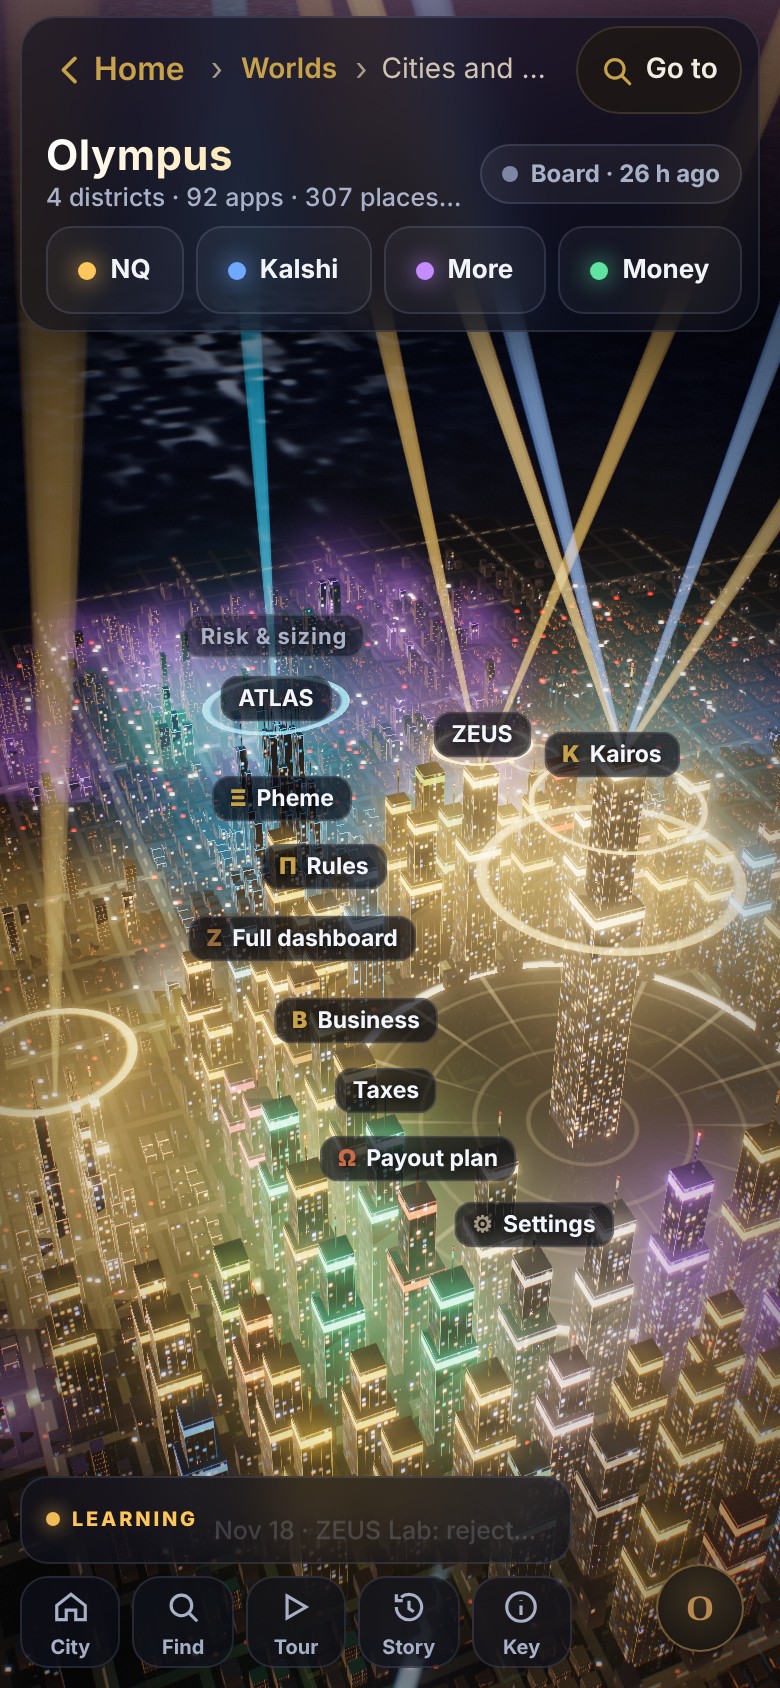 Home › Worlds › Cities and ...
Go to
Olympus
4 districts · 92 apps · 307 places...
Board · 26 h ago
NQ
Kalshi
More
Money
Risk & sizing
ATLAS
ZEUS
K Kairos
Ξ Pheme
Π Rules
Z Full dashboard
B Business
Taxes
Ω Payout plan
⚙ Settings
LEARNING
Nov 18 · ZEUS Lab: reject...
City
Find
Tour
Story
Key
O